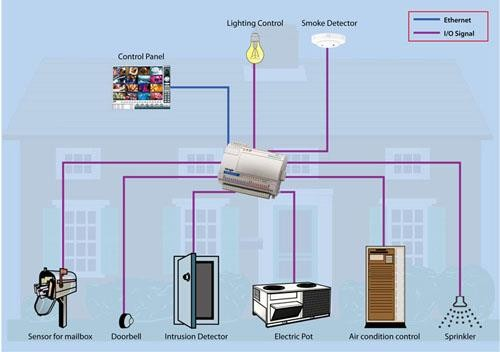 Lighting Control
Smoke Detector
Ethernet
I/O Signal
Control Panel
Sensor for mailbox
Doorbell
Intrusion Detector
Electric Pot
Air condition control
Sprinkler